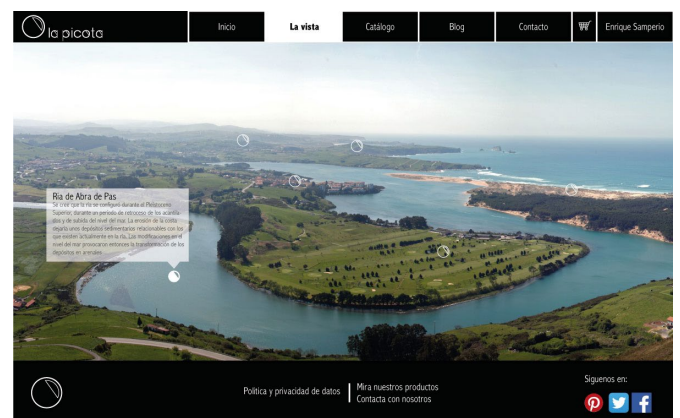 la picota
Inicio
La vista
Catálogo
Blog
Contacto
Enrique Samperio
Ria de Abra de Pas
Se cree que la ría se configuró durante el Pleistoceno
Superior, durante un período de retroceso de los acantila
dos y de subida del nivel del mar. La erosión de la costa
dejaría unos depósitos sedimentarios relacionables con los
que existen actualmente en la ría. Las modificaciones en el
nivel del mar provocaron entonces la transformación de los
depósitos en arenales
Politica y privacidad de datos
Mira nuestros productos
Contacta con nosotros
Siguenos en: